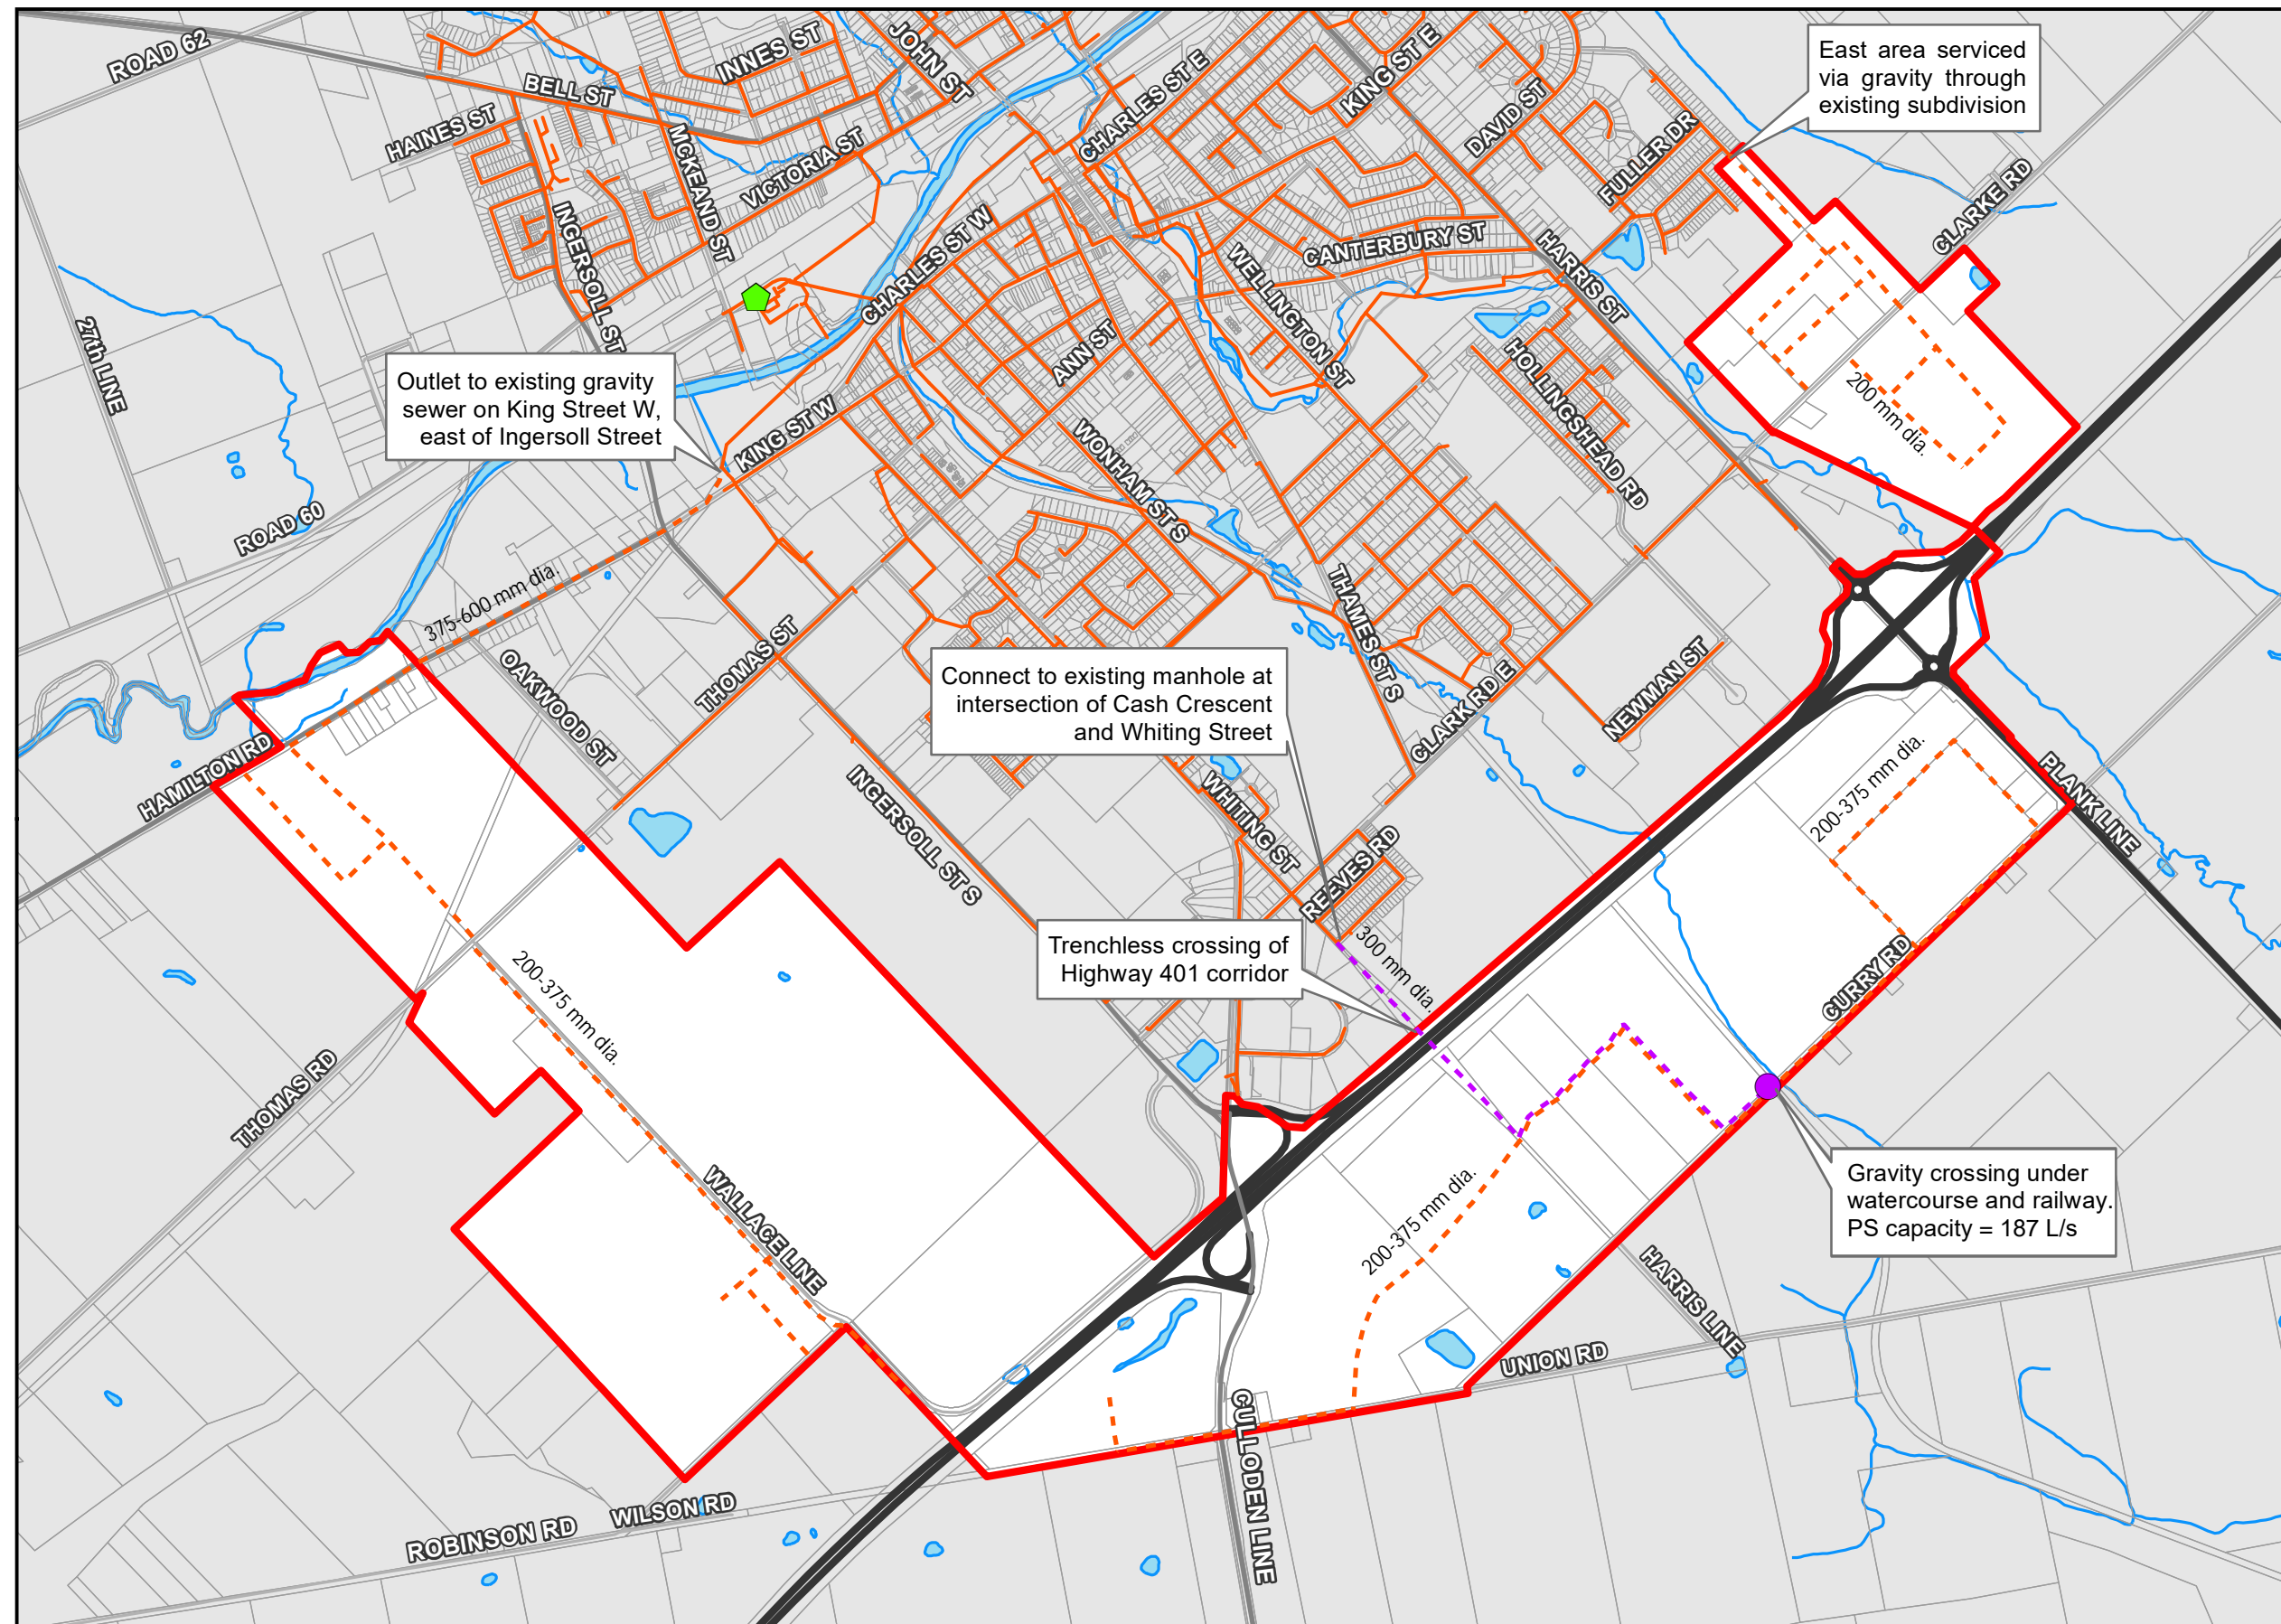 ROAD 62
INNES ST
JOHN ST
BELL ST
HAINES ST
MCKEAND ST
VICTORIA ST
CHARLES ST E
KING ST E
DAVID ST
FULLER DR
East area serviced
via gravity through
existing subdivision
CLARKE RD
INGERSOLL ST
CHARLES ST W
WELLINGTON ST
CANTERBURY ST
HARRIS ST
27th LINE
ANN ST
HOLLINGSHEAD RD
200 mm dia.
Outlet to existing gravity
sewer on King Street W,
east of Ingersoll Street
KING ST W
WONHAM ST S
ROAD 60
375-600 mm dia.
OAKWOOD ST
THOMAS ST
THAMES ST S
Connect to existing manhole at
intersection of Cash Crescent
and Whiting Street
CLARK RD E
NEWMAN ST
HAMILTON RD
INGERSOLL ST S
WHITING ST
REEVES RD
200-375 mm dia.
PLANK LINE
Trenchless crossing of
Highway 401 corridor
300 mm dia.
CURRY RD
200-375 mm dia.
THOMAS RD
WALLACE LINE
200-375 mm dia.
Gravity crossing under
watercourse and railway.
PS capacity = 187 L/s
HARRIS LINE
UNION RD
CULLODEN LINE
ROBINSON RD
WILSON RD